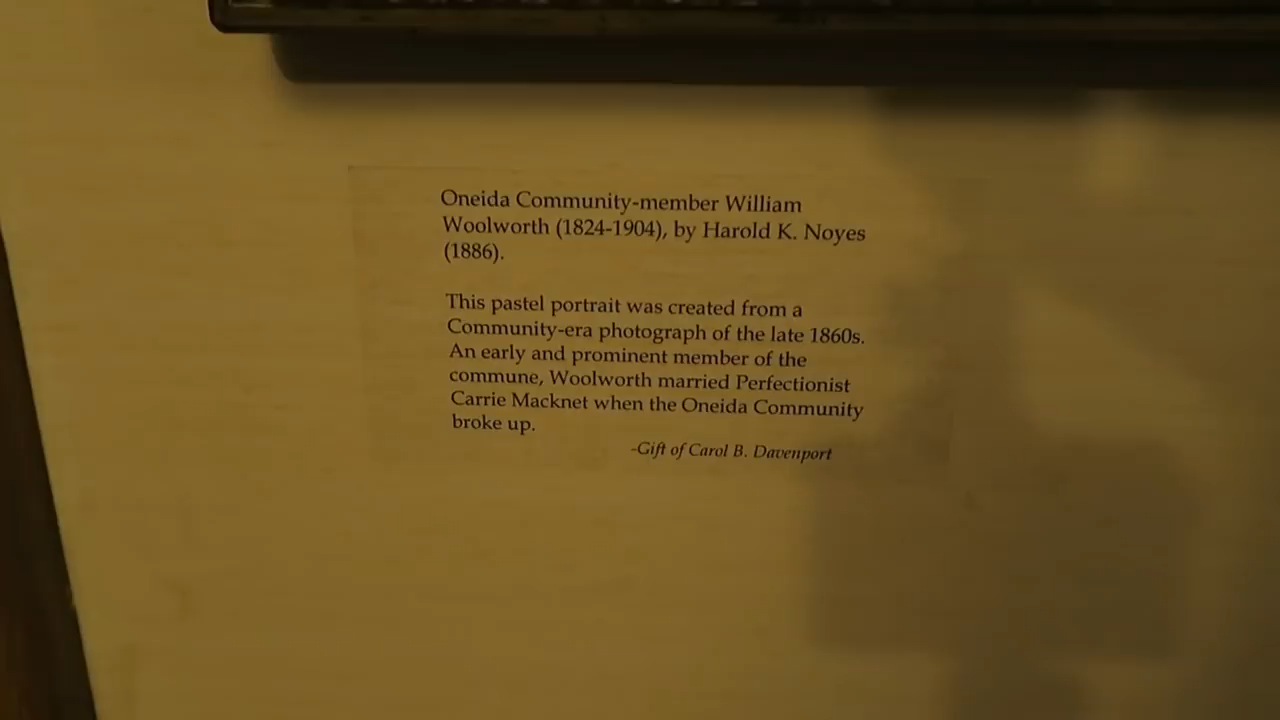 Oneida Community-member William
Woolworth (1824-1904), by Harold K. Noyes
(1886).
This pastel portrait was created from a
Community-era photograph of the late 1860s.
An early and prominent member of the
commune, Woolworth married Perfectionist
Carrie Macknet when the Oneida Community
broke up.
-Gift of Carol B. Davenport